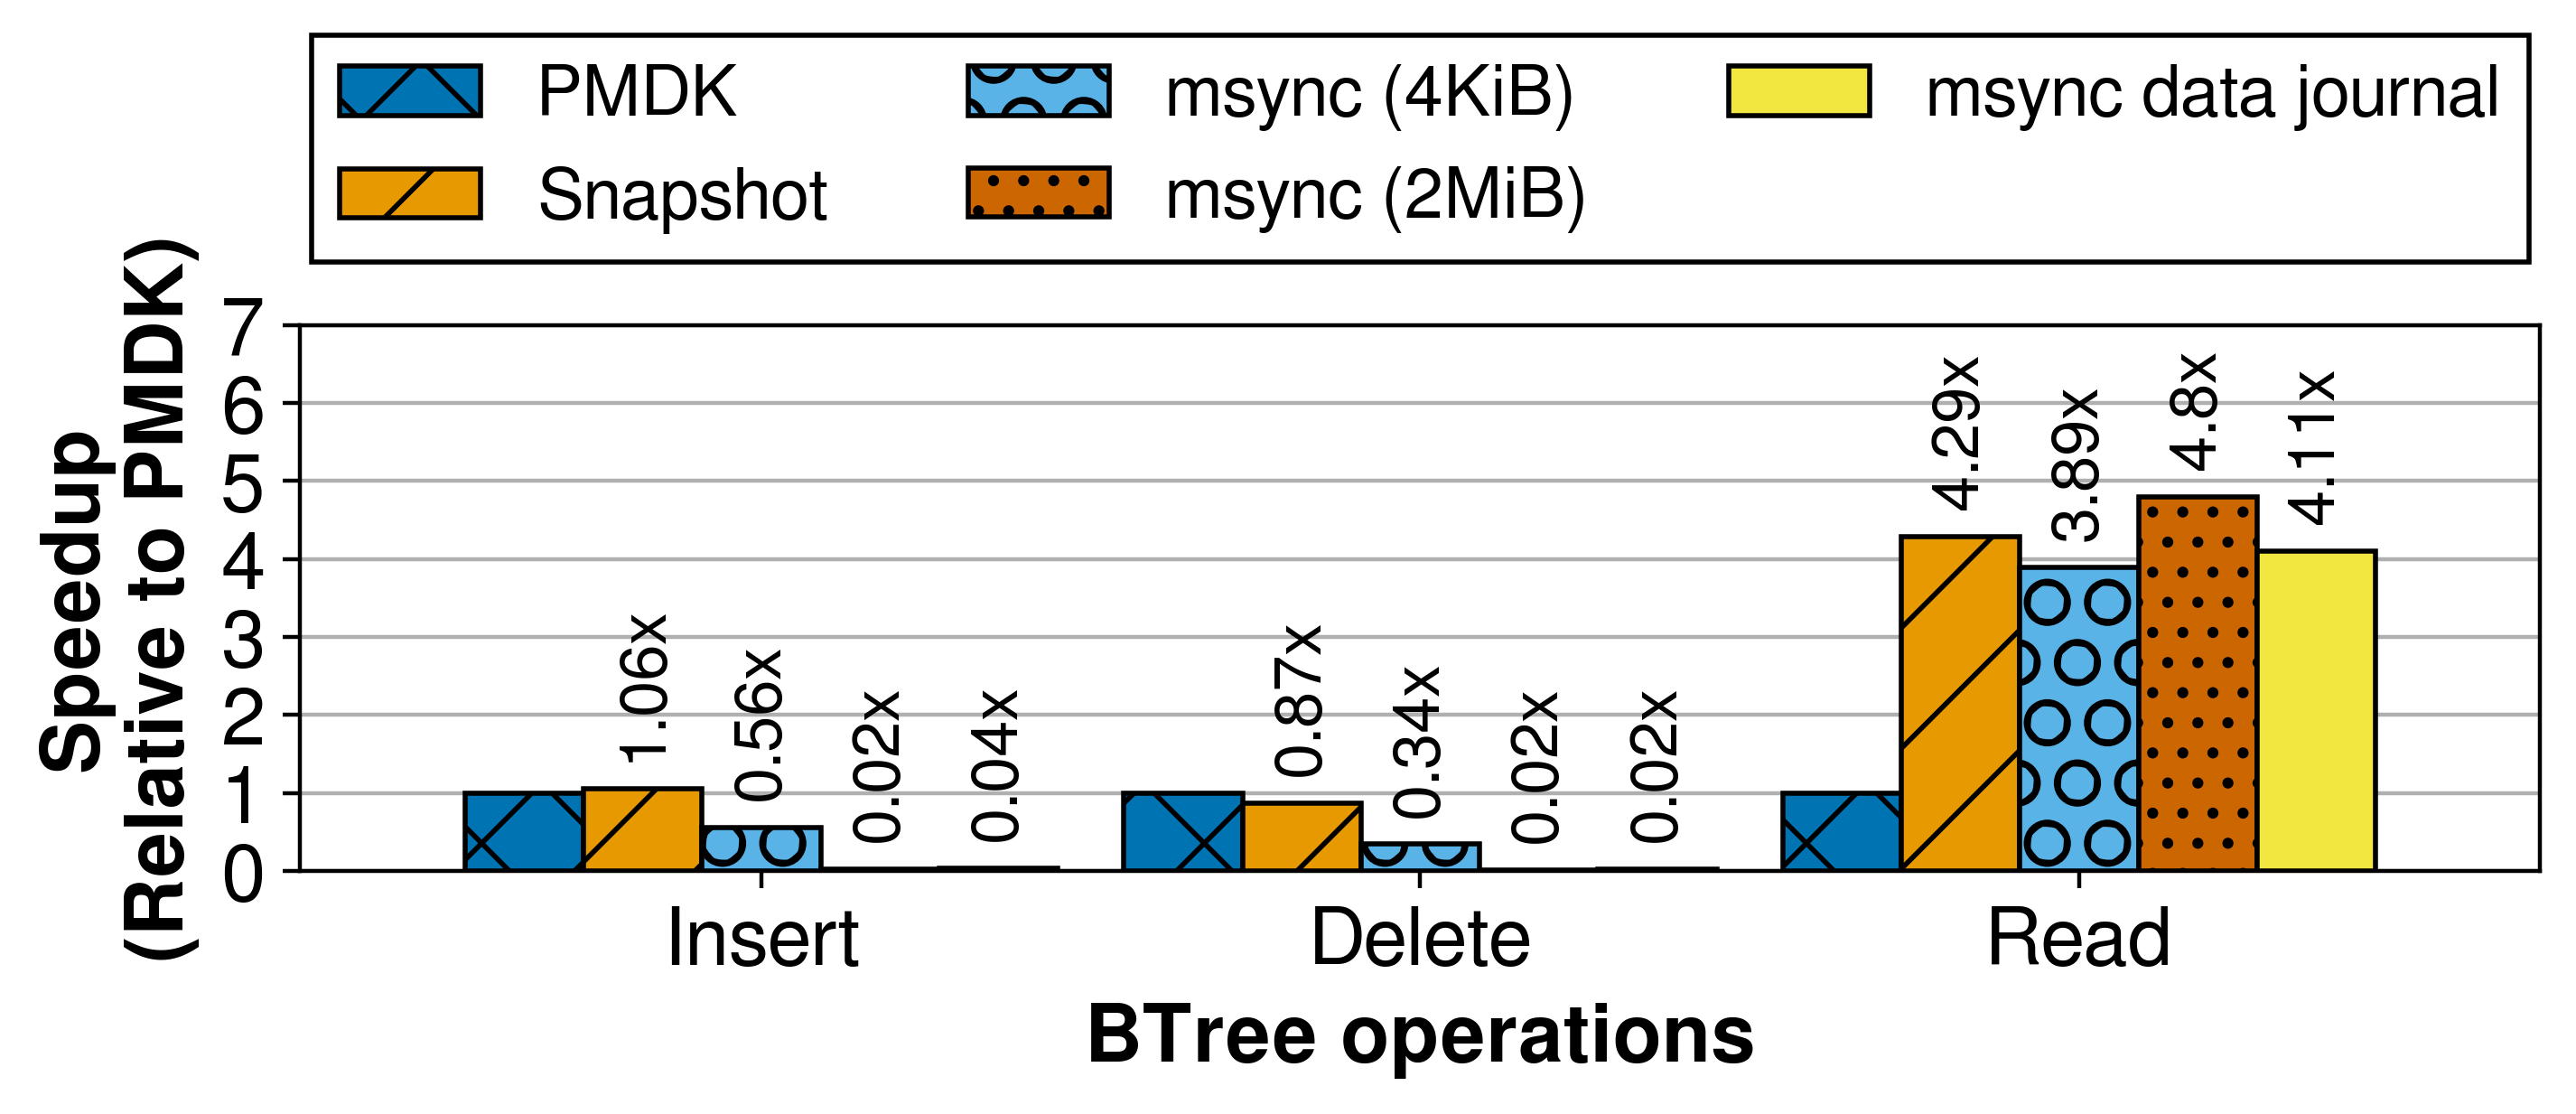 PMDK
Snapshot
msync (4KiB)
msync (2MiB)
msync data journal
Speedup
(Relative to PMDK)
7
6
5
4
3
2
1
0
1.06x
0.56x
0.02x
0.04x
0.87x
0.34x
0.02x
0.02x
4.29x
3.89x
4.8x
4.11x
Insert
Delete
Read
BTree operations